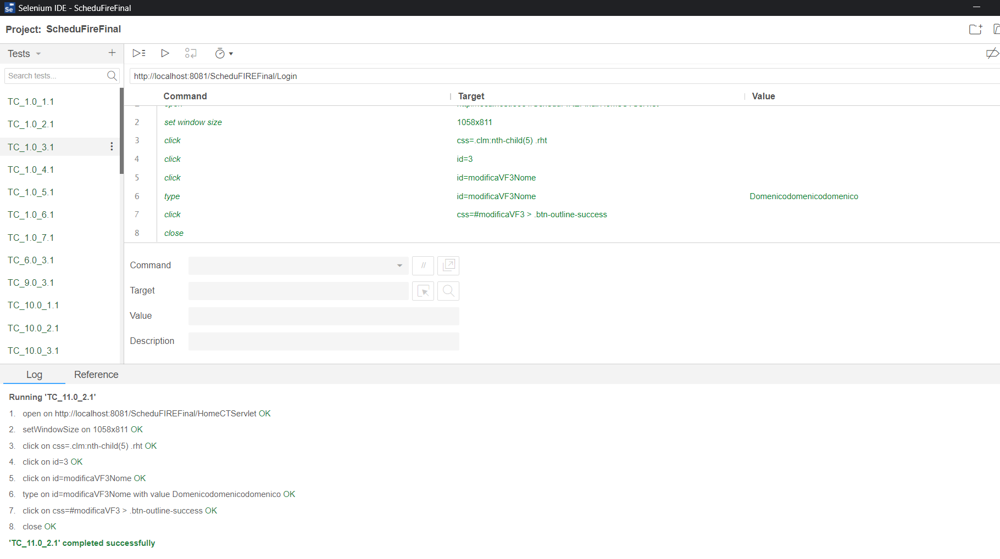 Selenium IDE - ScheduFireFinal
Project: ScheduFireFinal
Tests
Search tests...
http://localhost:8081/ScheduFIREFinal/Login
Command Target Value
2 set window size 1058x811
3 click css=.clm:nth-child(5) .rht
4 click id=3
5 click id=modificaVF3Nome
6 type id=modificaVF3Nome Domenicodomenicodomenico
7 click css=#modificaVF3 > .btn-outline-success
8 close
TC_1.0_1.1
TC_1.0_2.1
TC_1.0_3.1
TC_1.0_4.1
TC_1.0_5.1
TC_1.0_6.1
TC_1.0_7.1
TC_6.0_3.1
TC_9.0_3.1
TC_10.0_1.1
TC_10.0_2.1
TC_10.0_3.1
Command //
Target
Value
Description
Log Reference
Running 'TC_11.0_2.1'
1. open on http://localhost:8081/ScheduFIREFinal/HomeCTServlet OK
2. setWindowSize on 1058x811 OK
3. click on css=.clm:nth-child(5) .rht OK
4. click on id=3 OK
5. click on id=modificaVF3Nome OK
6. type on id=modificaVF3Nome with value Domenicodomenicodomenico OK
7. click on css=#modificaVF3 > .btn-outline-success OK
8. close OK
'TC_11.0_2.1' completed successfully